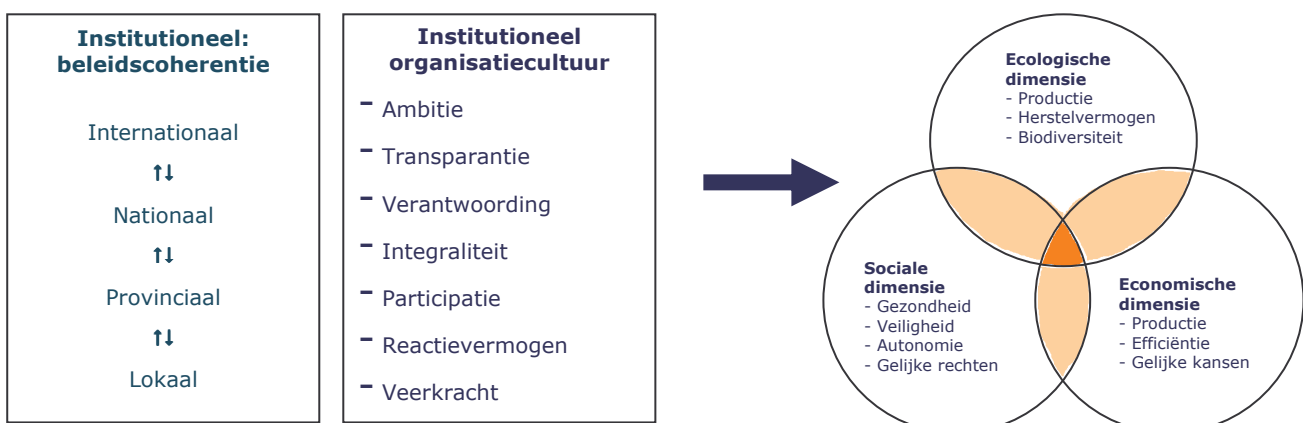 Institutioneel:
beleidscoherentie
Internationaal
↑↓
Nationaal
↑↓
Provinciaal
↑↓
Lokaal
Institutioneel
organisatiecultuur
- Ambitie
- Transparantie
- Verantwoording
- Integraliteit
- Participatie
- Reactievermogen
- Veerkracht
Ecologische
dimensie
- Productie
- Herstelvermogen
- Biodiversiteit
Sociale
dimensie
- Gezondheid
- Veiligheid
- Autonomie
- Gelijke rechten
Economische
dimensie
- Productie
- Efficiëntie
- Gelijke kansen